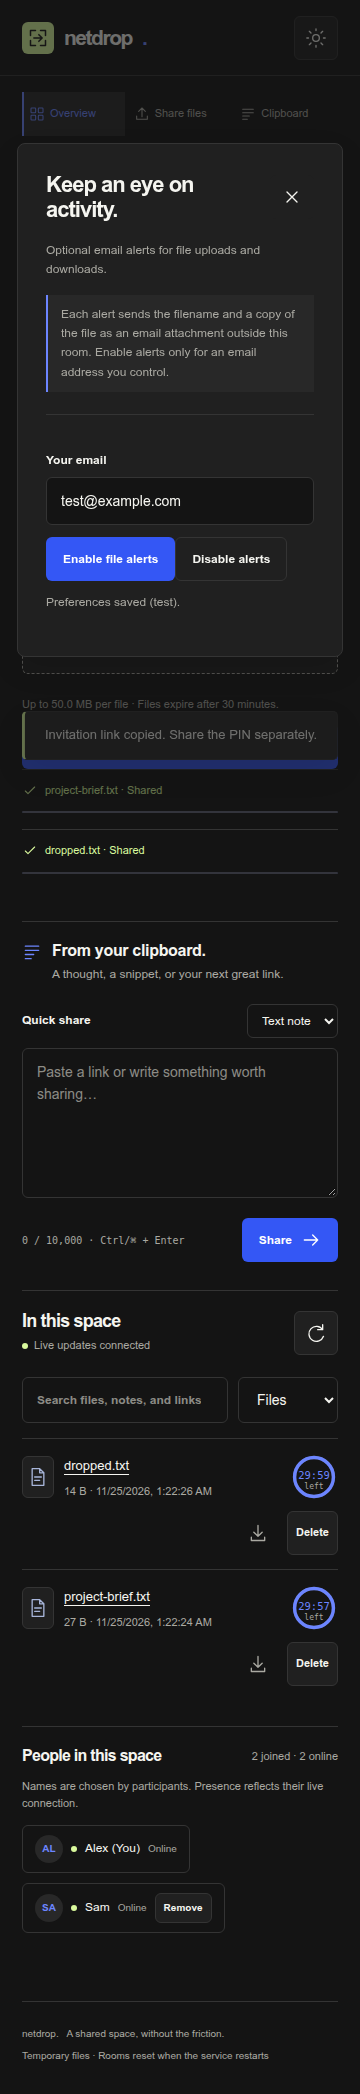 netdrop .
Overview
Share files
Clipboard
Keep an eye on
activity.
Optional email alerts for file uploads and
downloads.
Each alert sends the filename and a copy of
the file as an email attachment outside this
room. Enable alerts only for an email
address you control.
Your email
test@example.com
Enable file alerts
Disable alerts
Preferences saved (test).
Up to 50.0 MB per file · Files expire after 30 minutes.
Invitation link copied. Share the PIN separately.
project-brief.txt · Shared
dropped.txt · Shared
From your clipboard.
A thought, a snippet, or your next great link.
Quick share
Text note
Paste a link or write something worth
sharing…
0 / 10,000 · Ctrl/⌘ + Enter
Share
In this space
Live updates connected
Search files, notes, and links
Files
dropped.txt
14 B · 11/25/2026, 1:22:26 AM
29:59
left
Delete
project-brief.txt
27 B · 11/25/2026, 1:22:24 AM
29:57
left
Delete
People in this space
2 joined · 2 online
Names are chosen by participants. Presence reflects their live
connection.
AL Alex (You) Online
SA Sam Online Remove
netdrop. A shared space, without the friction.
Temporary files · Rooms reset when the service restarts